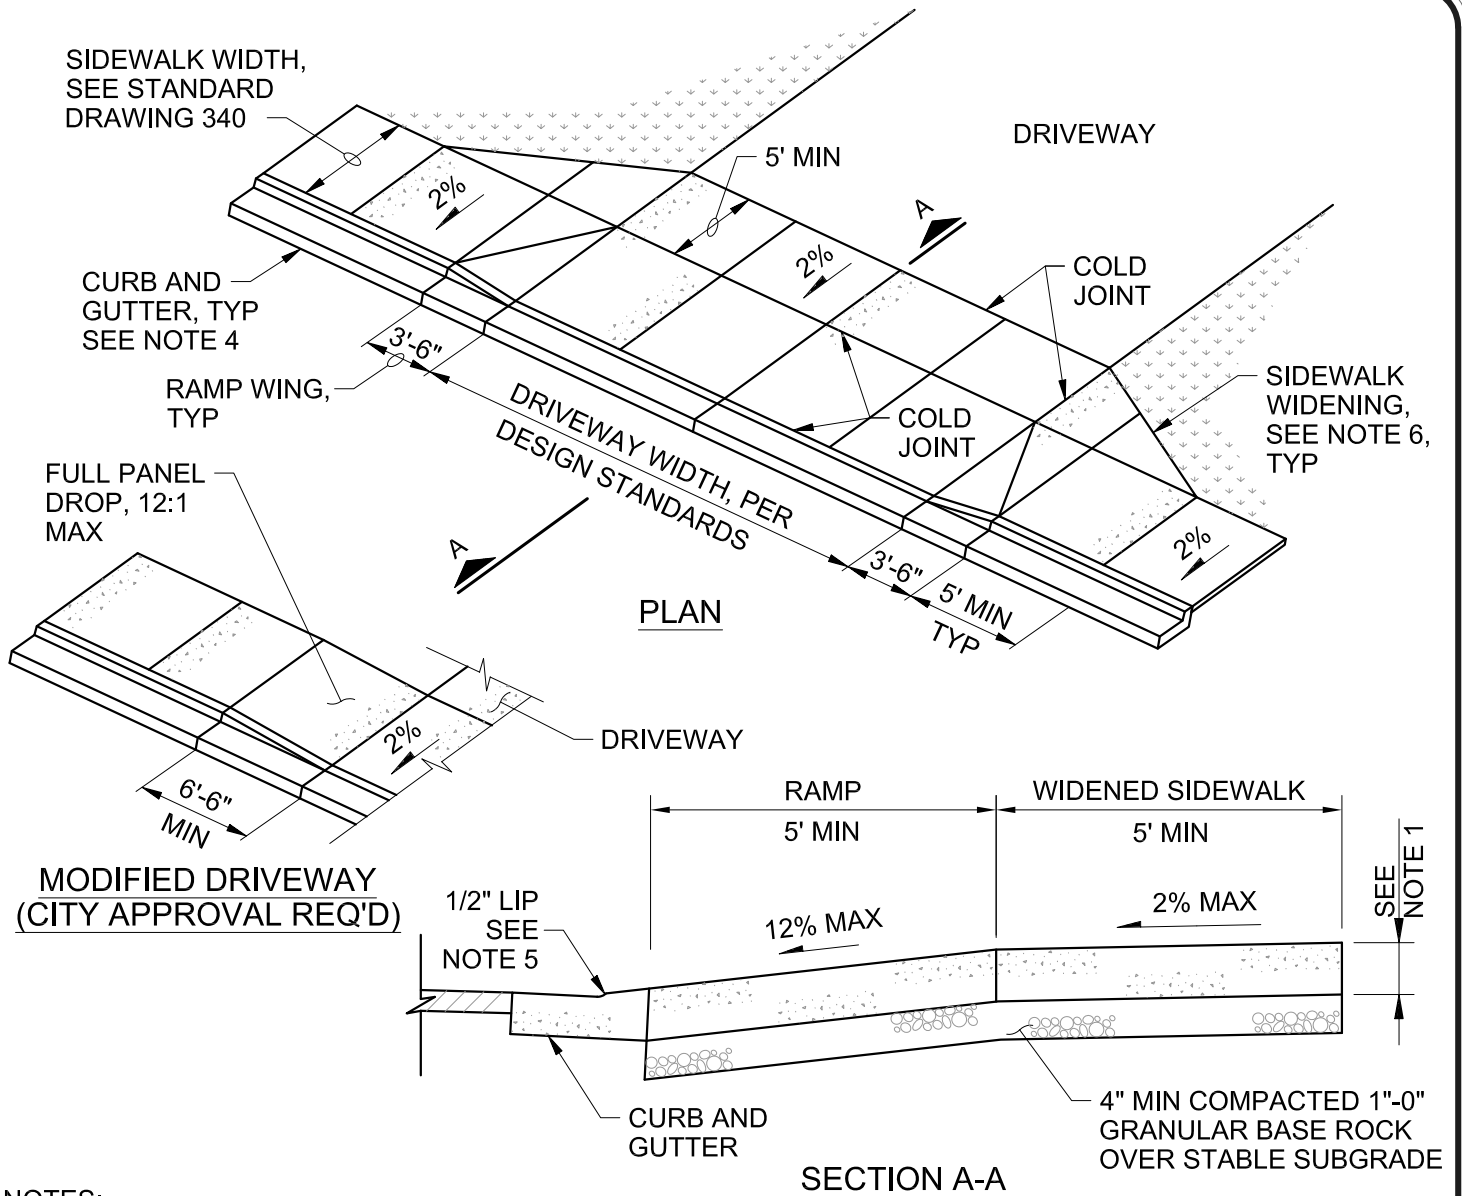 SIDEWALK WIDTH,
SEE STANDARD
DRAWING 340
5' MIN
DRIVEWAY
2%
A
2%
COLD
JOINT
CURB AND
GUTTER, TYP
SEE NOTE 4
3'-6"
RAMP WING,
TYP
SIDEWALK
WIDENING,
SEE NOTE 6,
TYP
COLD
JOINT
DRIVEWAY WIDTH, PER
DESIGN STANDARDS
FULL PANEL
DROP, 12:1
MAX
A
2%
3'-6"
5' MIN
TYP
PLAN
2%
DRIVEWAY
6'-6"
MIN
MODIFIED DRIVEWAY
(CITY APPROVAL REQ'D)
RAMP
5' MIN
WIDENED SIDEWALK
5' MIN
SEE
NOTE 1
1/2" LIP
SEE
NOTE 5
12% MAX
2% MAX
CURB AND
GUTTER
4" MIN COMPACTED 1"-0"
GRANULAR BASE ROCK
OVER STABLE SUBGRADE
SECTION A-A
NOTES: